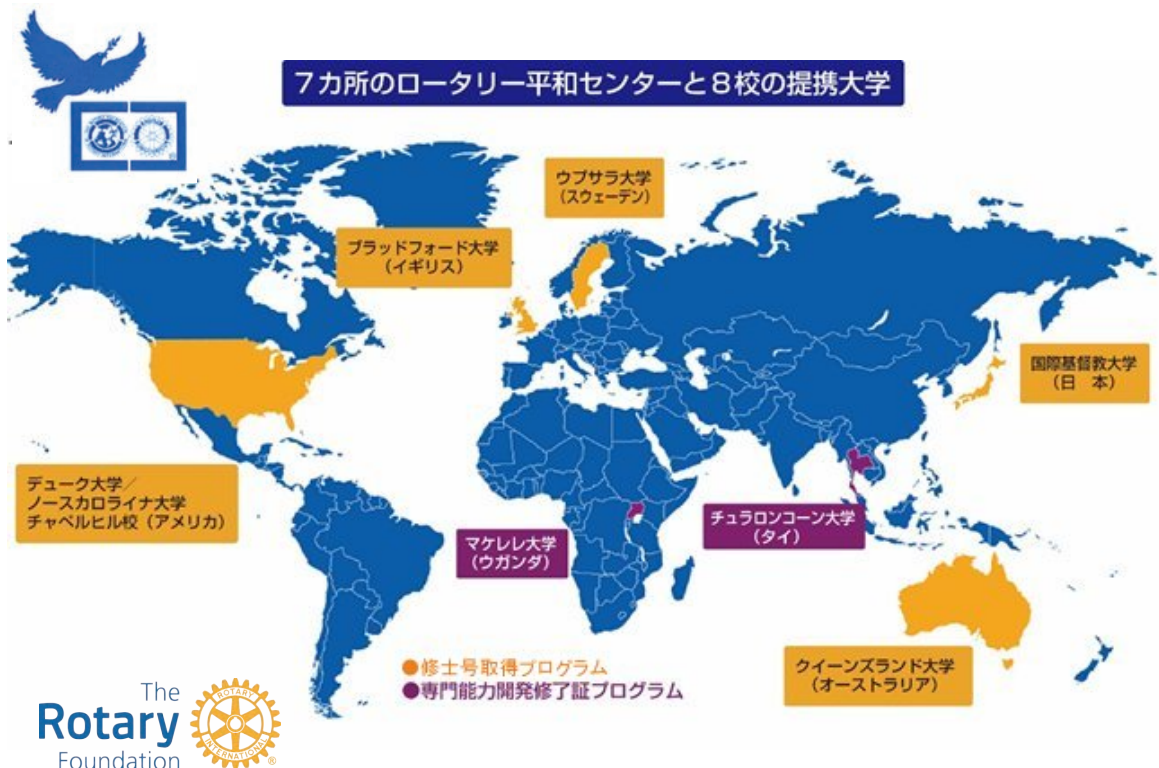 7カ所のロータリー平和センターと8校の提携大学
ウプサラ大学
（スウェーデン）
ブラッドフォード大学
（イギリス）
国際基督教大学
（日　本）
デューク大学／
ノースカロライナ大学
チャペルヒル校（アメリカ）
チュラロンコーン大学
（タイ）
マケレレ大学
（ウガンダ）
クイーンズランド大学
（オーストラリア）
●修士号取得プログラム
●専門能力開発修了証プログラム
The
Rotary
Foundation
ROTARY
INTERNATIONAL
®